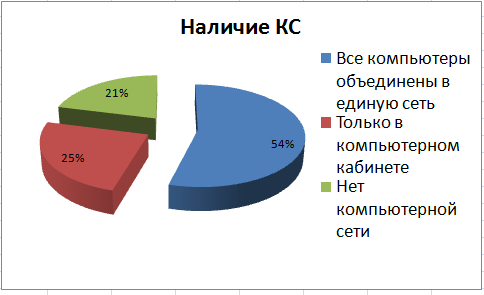 Наличие КС
21%
25%
54%
Все компьютеры
объединены в
единую сеть
Только в
компьютерном
кабинете
Нет
компьютерной
сети